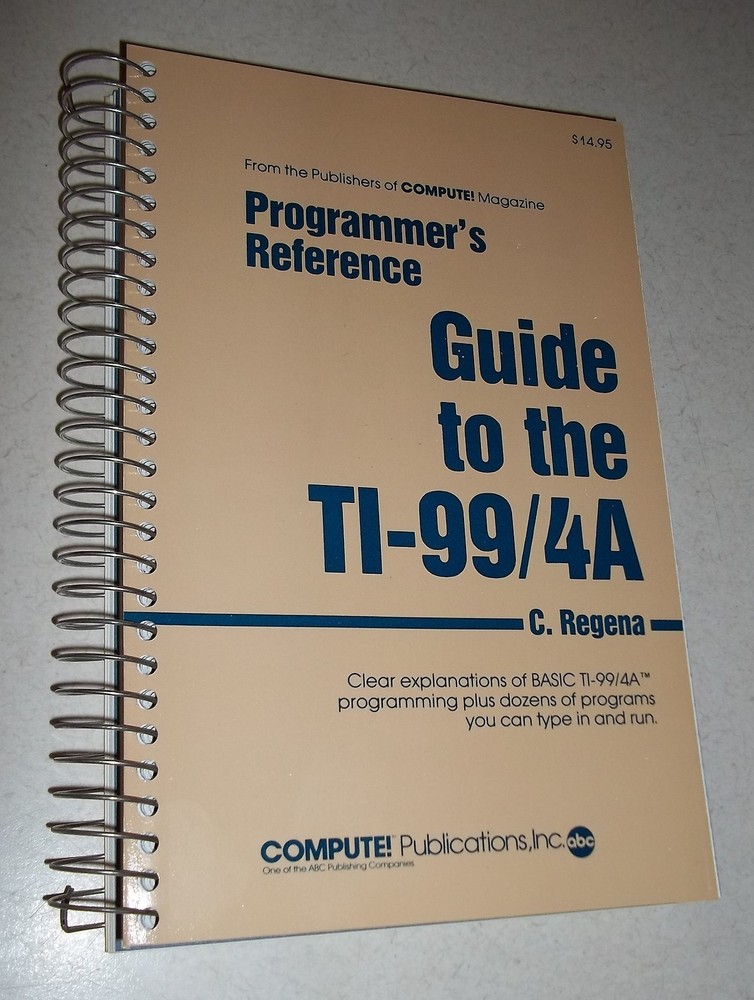 $14.95
From the Publishers of COMPUTE! Magazine
Programmer's
Reference
Guide
to the
TI-99/4A
C. Regena
Clear explanations of BASIC TI-99/4A™
programming plus dozens of programs
you can type in and run.
COMPUTE!™ Publications,Inc. abc
One of the ABC Publishing Companies